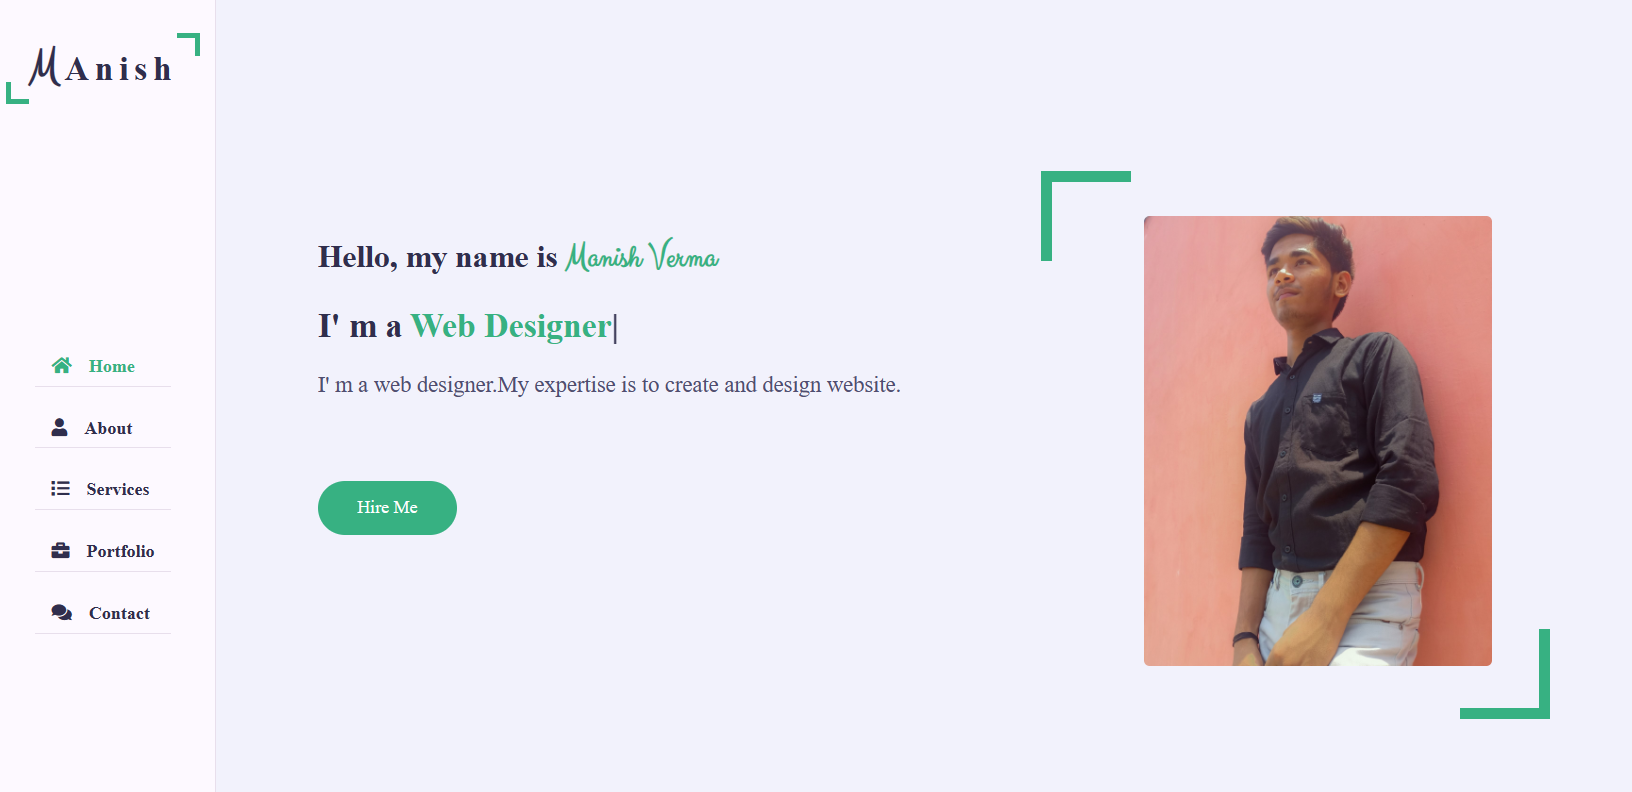 MAnish
Home
About
Services
Portfolio
Contact
Hello, my name is Manish Verma
I' m a Web Designer|
I' m a web designer.My expertise is to create and design website.
Hire Me